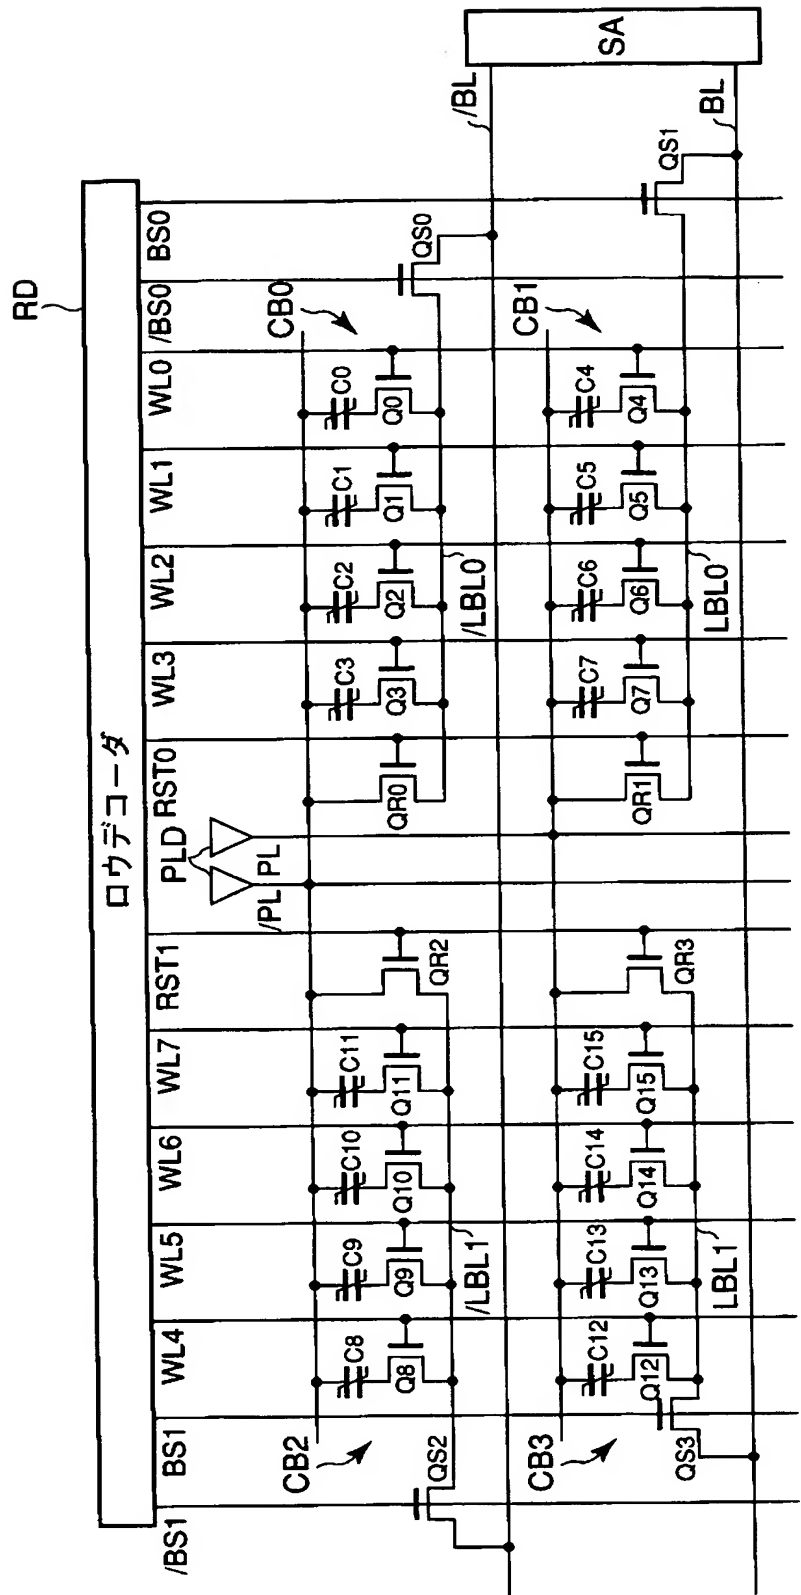 RD
ロウデコーダ
/BS1
BS1
WL4
WL5
WL6
WL7
RST1
/PL
PLD
PL
RST0
WL3
WL2
WL1
WL0
/BS0
BS0
CB2
C8
C9
C10
C11
C3
C2
C1
C0
CB0
QS2
Q8
Q9
Q10
Q11
QR2
QR0
Q3
Q2
Q1
Q0
QS0
/LBL1
/LBL0
/BL
SA
CB3
C12
C13
C14
C15
C7
C6
C5
C4
CB1
QS3
Q12
Q13
Q14
Q15
QR3
QR1
Q7
Q6
Q5
Q4
QS1
LBL1
LBL0
BL